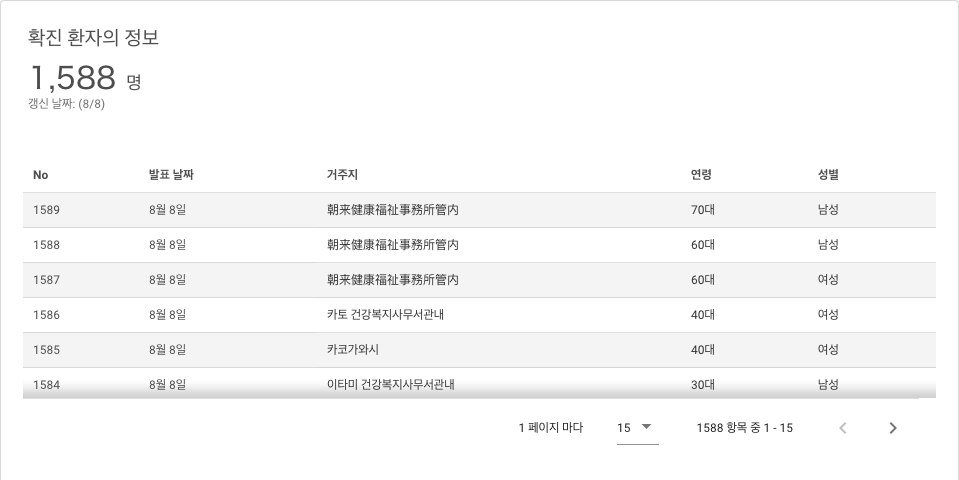 확진 환자의 정보
1,588 명
갱신 날짜: (8/8)
No 발표 날짜 거주지 연령 성별
1589 8월 8일 朝来健康福祉事務所管内 70대 남성
1588 8월 8일 朝来健康福祉事務所管内 60대 남성
1587 8월 8일 朝来健康福祉事務所管内 60대 여성
1586 8월 8일 카토 건강복지사무서관내 40대 여성
1585 8월 8일 카코가와시 40대 여성
1584 8월 8일 이타미 건강복지사무서관내 30대 남성
1 페이지 마다 15 1588 항목 중 1 - 15